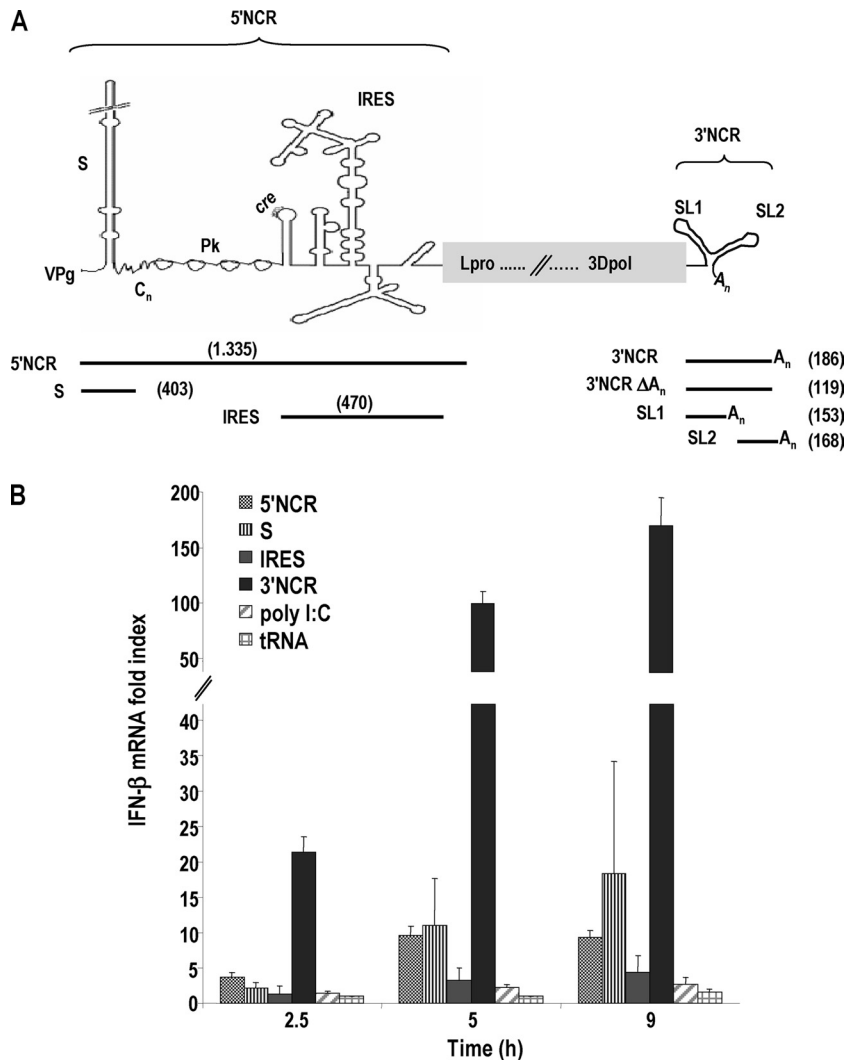 A
5'NCR
IRES
3'NCR
S
cre
SL1
SL2
Pk
Lpro ...... // ...... 3Dpol
VPg
Cn
An
5'NCR (1.335)
3'NCR An (186)
S (403)
3'NCR ΔAn (119)
IRES (470)
SL1 An (153)
SL2 An (168)
B
200
150
100
50
40
35
30
25
20
15
10
5
0
IFN-β mRNA fold index
5'NCR
S
IRES
3'NCR
poly I:C
tRNA
2.5 5 9
Time (h)